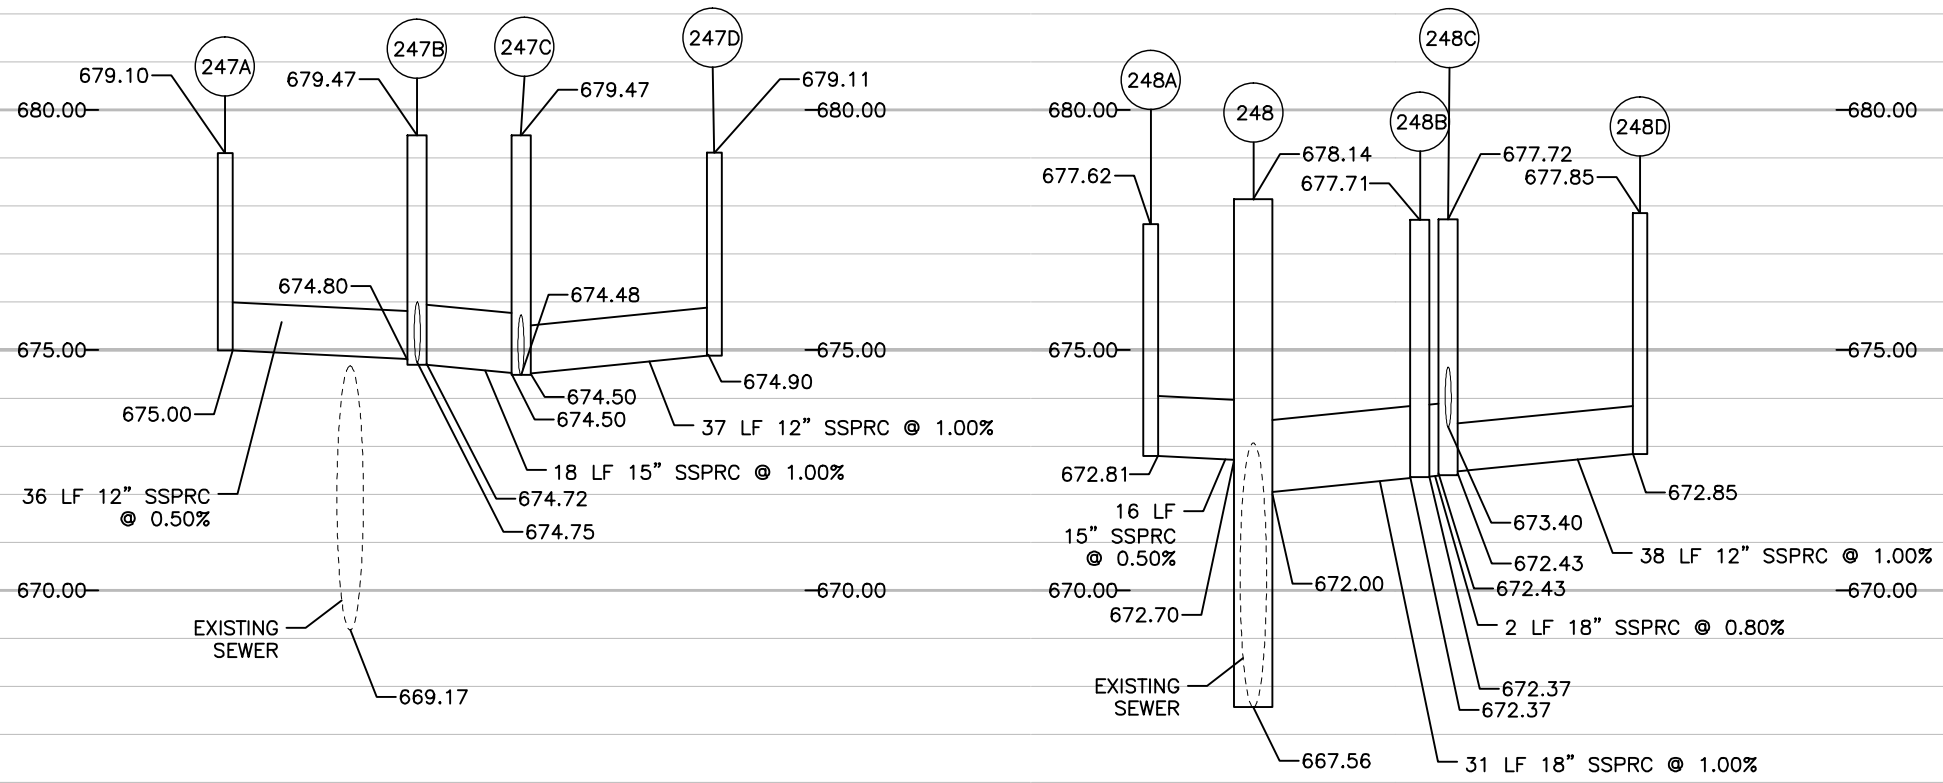 247A
247B
247C
247D
679.10
679.47
679.47
679.11
680.00
680.00
674.80
674.48
675.00
675.00
675.00
674.50
674.50
674.90
37 LF 12" SSPRC @ 1.00%
18 LF 15" SSPRC @ 1.00%
36 LF 12" SSPRC
@ 0.50%
674.72
674.75
670.00
670.00
EXISTING
SEWER
669.17
248A
248
248B
248C
248D
680.00
680.00
677.62
678.14
677.71
677.72
677.85
675.00
675.00
672.81
16 LF
15" SSPRC
@ 0.50%
672.70
672.00
673.40
672.43
672.43
672.85
38 LF 12" SSPRC @ 1.00%
670.00
670.00
2 LF 18" SSPRC @ 0.80%
EXISTING
SEWER
672.37
672.37
667.56
31 LF 18" SSPRC @ 1.00%